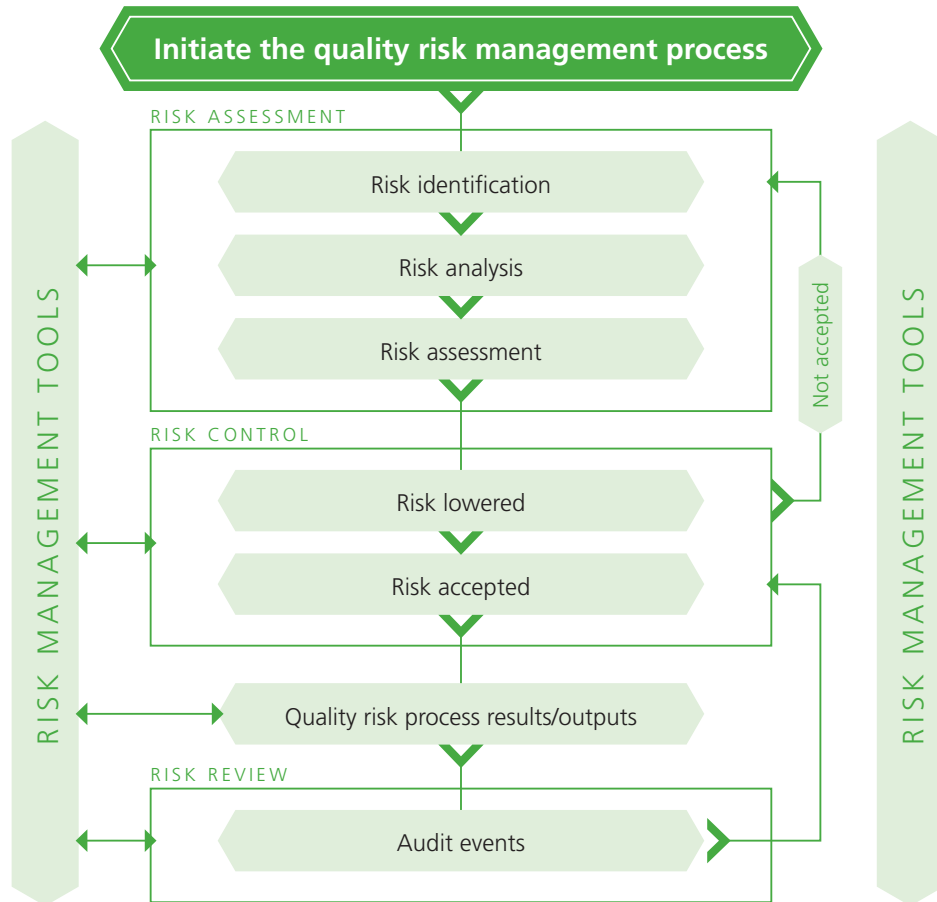 Initiate the quality risk management process
RISK ASSESSMENT
Risk identification
Risk analysis
Risk assessment
Not accepted
RISK CONTROL
Risk lowered
Risk accepted
Quality risk process results/outputs
RISK REVIEW
Audit events
RISK MANAGEMENT TOOLS
RISK MANAGEMENT TOOLS